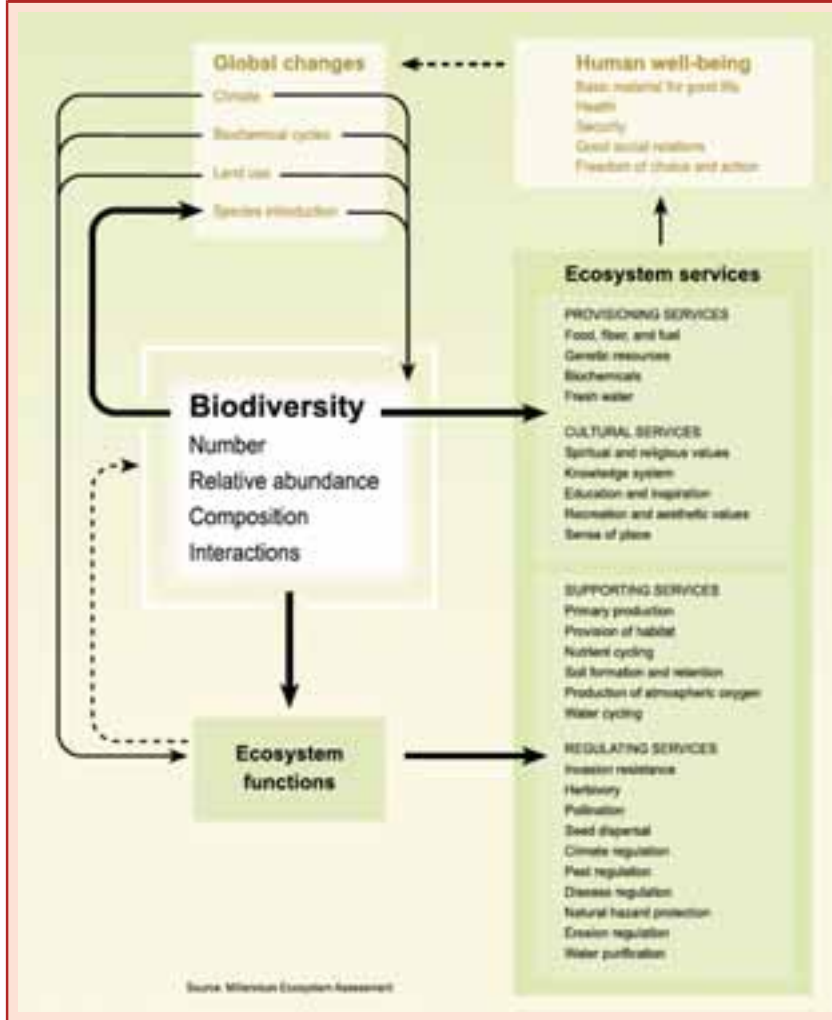 Global changes
Climate
Biochemical cycles
Land use
Species introduction
Human well-being
Basic material for good life
Health
Security
Good social relations
Freedom of choice and action
Biodiversity
Number
Relative abundance
Composition
Interactions
Ecosystem
functions
Ecosystem services
PROVISIONING SERVICES
Food, fiber, and fuel
Genetic resources
Biochemicals
Fresh water
CULTURAL SERVICES
Spiritual and religious values
Knowledge system
Education and inspiration
Recreation and aesthetic values
Sense of place
SUPPORTING SERVICES
Primary production
Provision of habitat
Nutrient cycling
Soil formation and retention
Production of atmospheric oxygen
Water cycling
REGULATING SERVICES
Invasion resistance
Herbivory
Pollination
Seed dispersal
Climate regulation
Pest regulation
Disease regulation
Natural hazard protection
Erosion regulation
Water purification
Source: Millennium Ecosystem Assessment